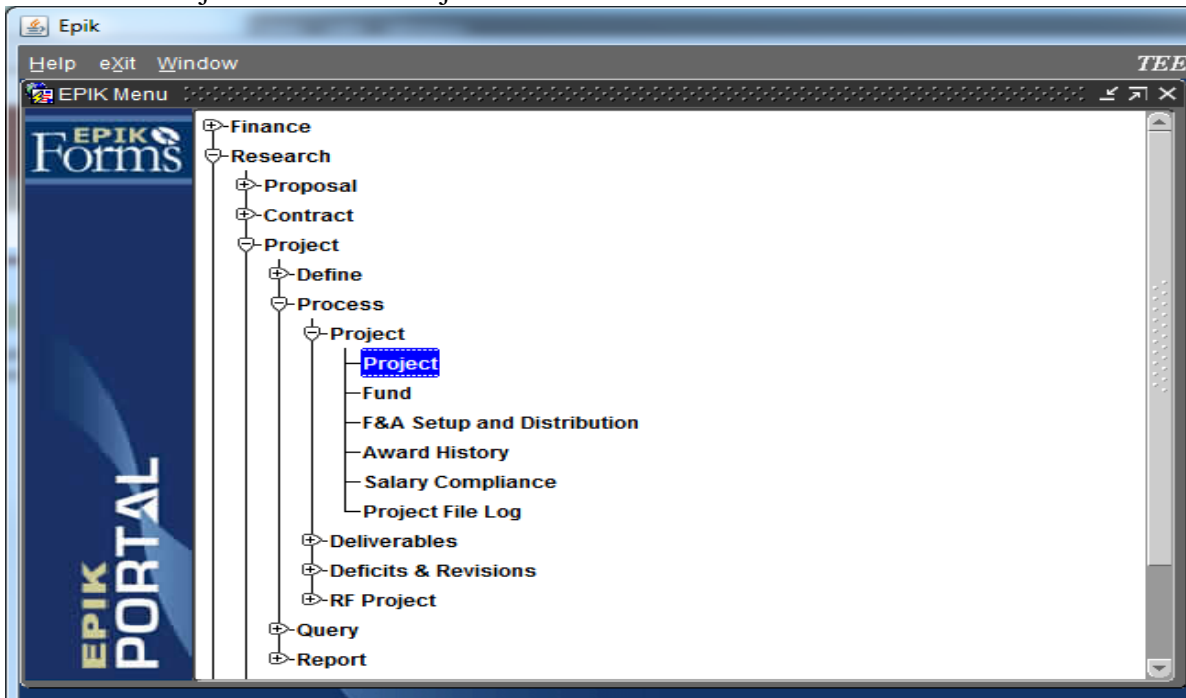 Epik
Help eXit Window TEE
EPIK Menu
EPIK
Forms
Finance
Research
Proposal
Contract
Project
Define
Process
Project
Project
Fund
F&A Setup and Distribution
Award History
Salary Compliance
Project File Log
Deliverables
Deficits & Revisions
RF Project
Query
Report
EPIK
PORTAL